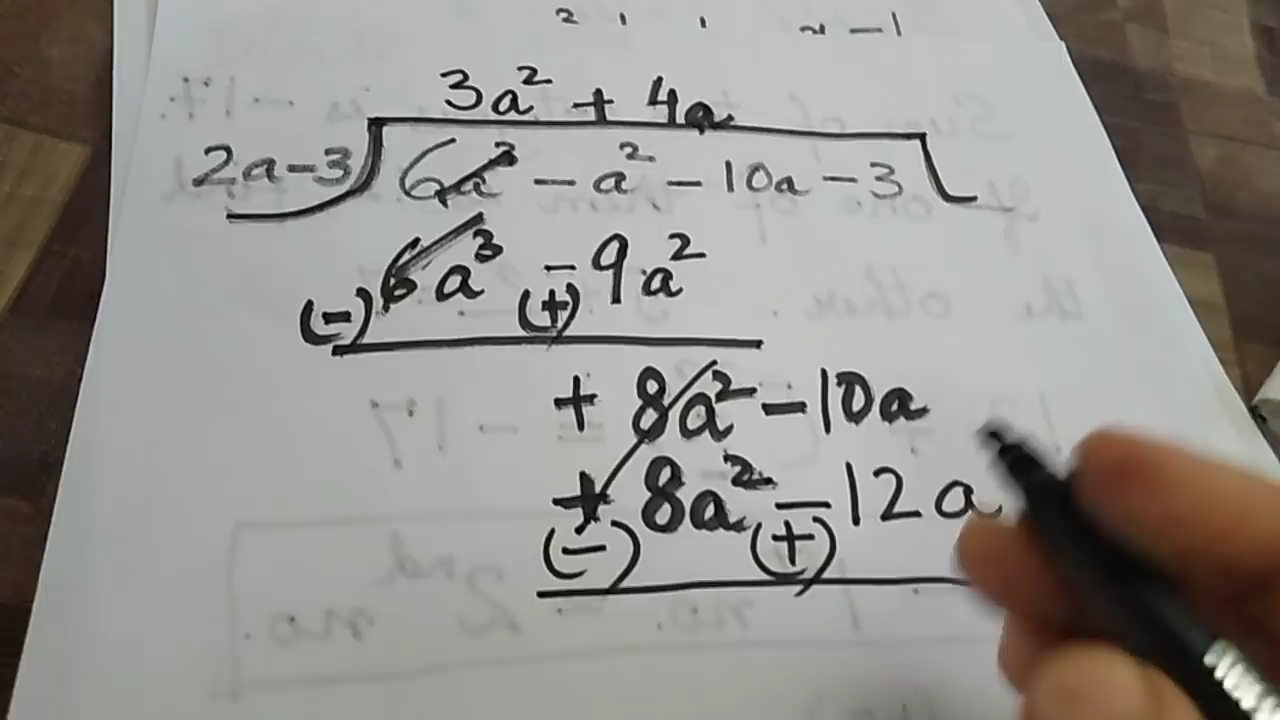 3a² + 4a
2a-3) 6a³ - a² - 10a - 3
6a³ - 9a²
(-) (+)
+ 8a² - 10a
+ 8a² - 12a
(-) (+)